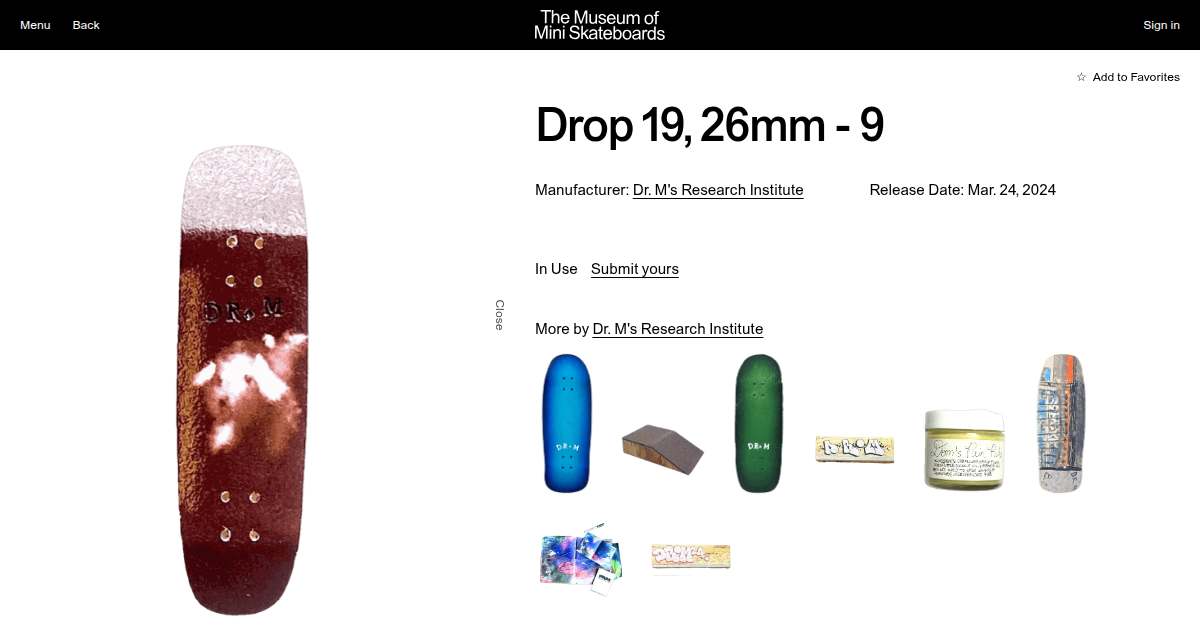 Menu
Back
The Museum of
Mini Skateboards
Sign in
☆ Add to Favorites
Drop 19, 26mm - 9
Manufacturer: Dr. M's Research Institute
Release Date: Mar. 24, 2024
DR. M
In Use
Submit yours
Close
More by Dr. M's Research Institute
DR. M
DR. M